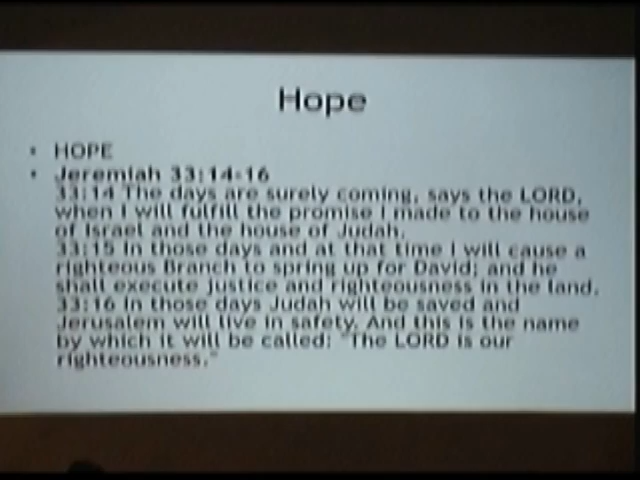 Hope
• HOPE
• Jeremiah 33:14-16
33:14 The days are surely coming, says the LORD,
when I will fulfill the promise I made to the house
of Israel and the house of Judah.
33:15 In those days and at that time I will cause a
righteous Branch to spring up for David; and he
shall execute justice and righteousness in the land.
33:16 In those days Judah will be saved and
Jerusalem will live in safety. And this is the name
by which it will be called: "The LORD is our
righteousness."